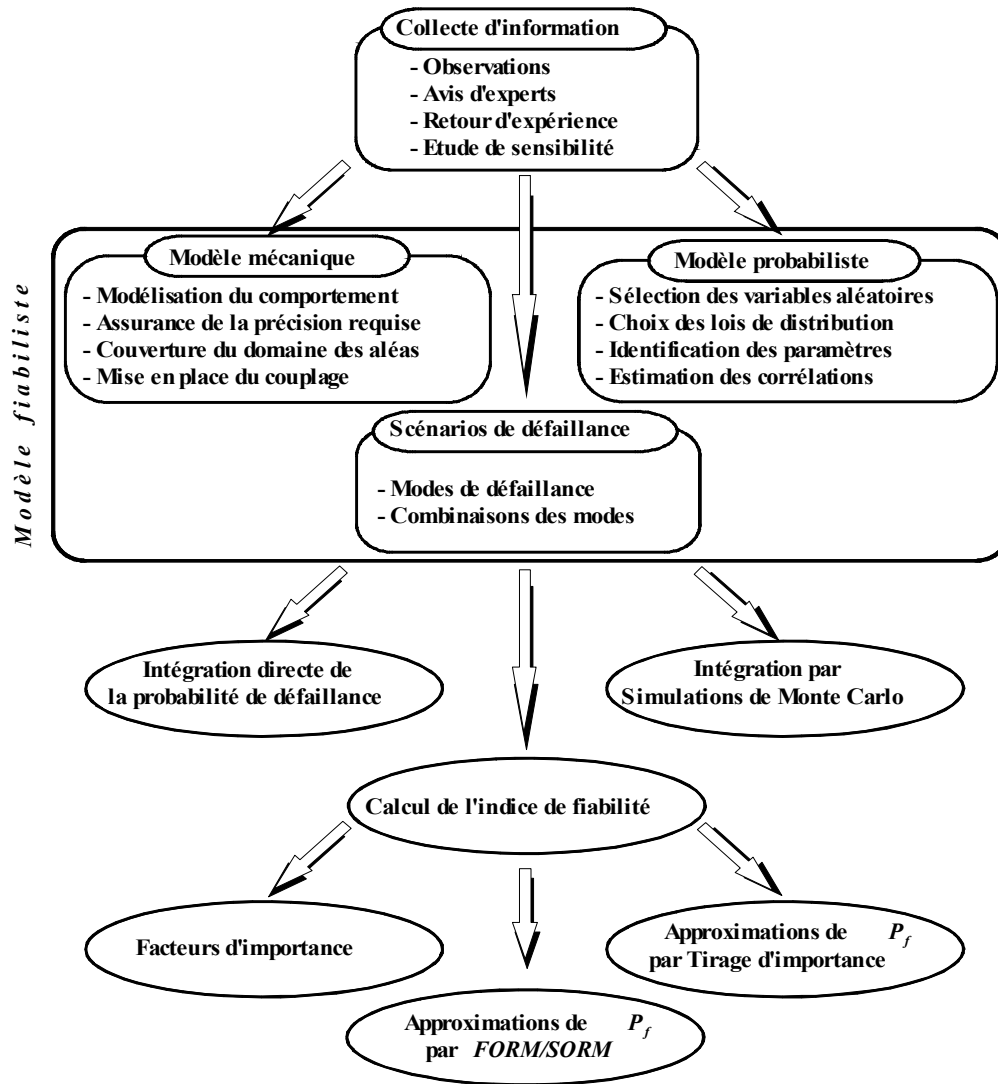 Collecte d'information
- Observations
- Avis d'experts
- Retour d'expérience
- Etude de sensibilité
Modèle fiabiliste
Modèle mécanique
- Modélisation du comportement
- Assurance de la précision requise
- Couverture du domaine des aléas
- Mise en place du couplage
Modèle probabiliste
- Sélection des variables aléatoires
- Choix des lois de distribution
- Identification des paramètres
- Estimation des corrélations
Scénarios de défaillance
- Modes de défaillance
- Combinaisons des modes
Intégration directe de
la probabilité de défaillance
Intégration par
Simulations de Monte Carlo
Calcul de l'indice de fiabilité
Facteurs d'importance
Approximations de P_f
par Tirage d'importance
Approximations de P_f
par FORM/SORM